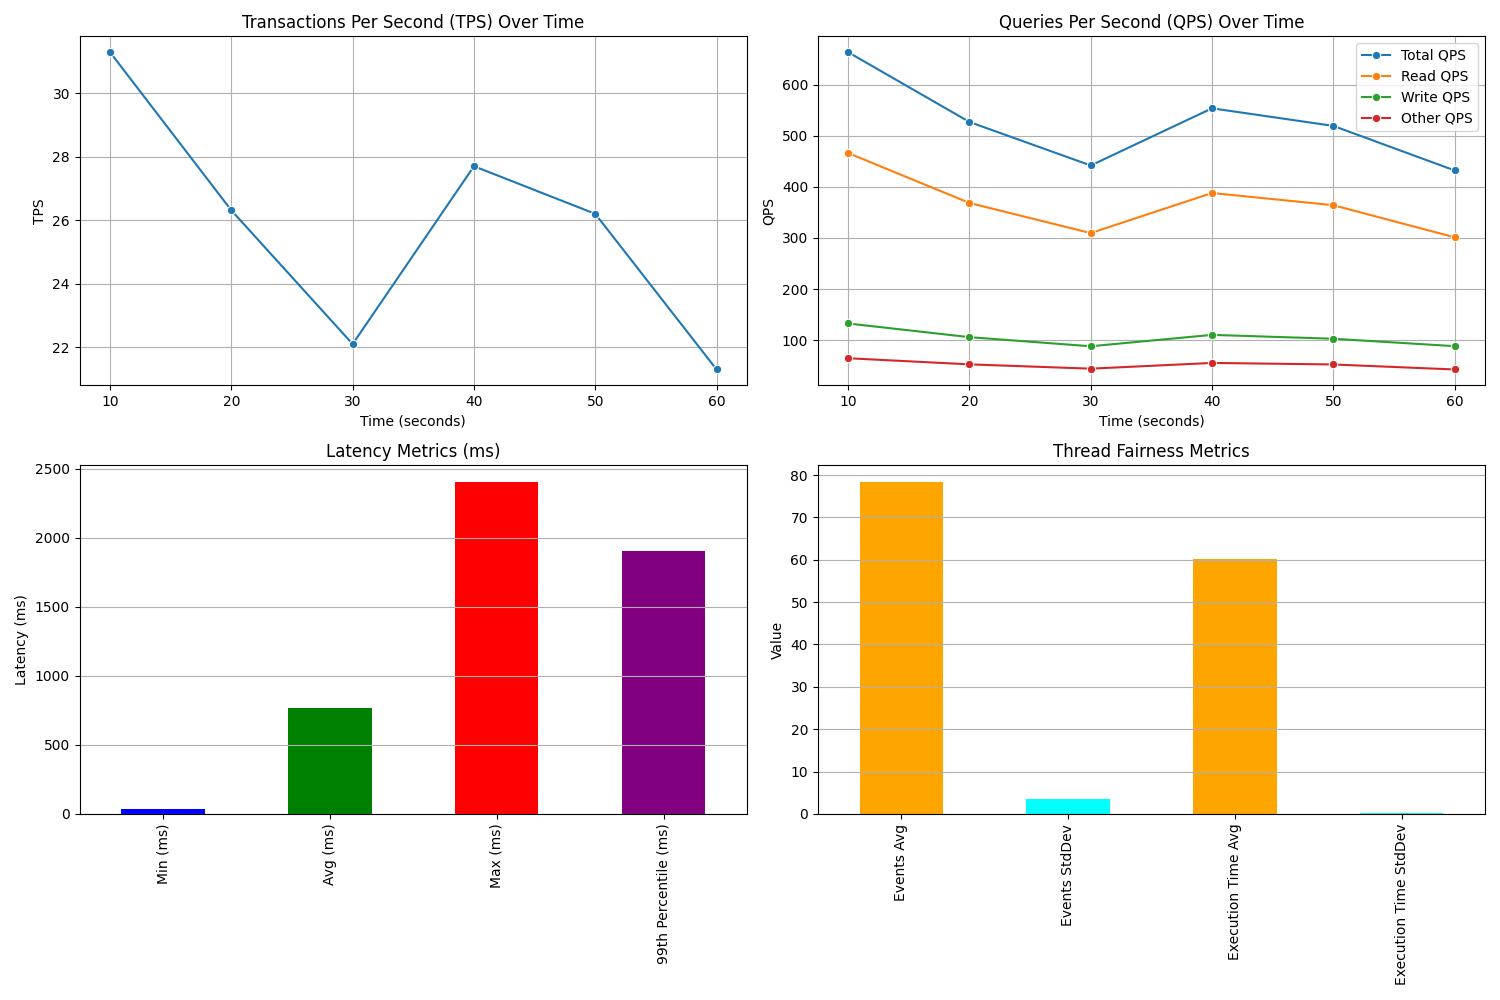 Transactions Per Second (TPS) Over Time
TPS
30
28
26
24
22
10 20 30 40 50 60
Time (seconds)
Queries Per Second (QPS) Over Time
QPS
600
500
400
300
200
100
Total QPS
Read QPS
Write QPS
Other QPS
10 20 30 40 50 60
Time (seconds)
Latency Metrics (ms)
Latency (ms)
2500
2000
1500
1000
500
0
Min (ms)
Avg (ms)
Max (ms)
99th Percentile (ms)
Thread Fairness Metrics
Value
80
70
60
50
40
30
20
10
0
Events Avg
Events StdDev
Execution Time Avg
Execution Time StdDev